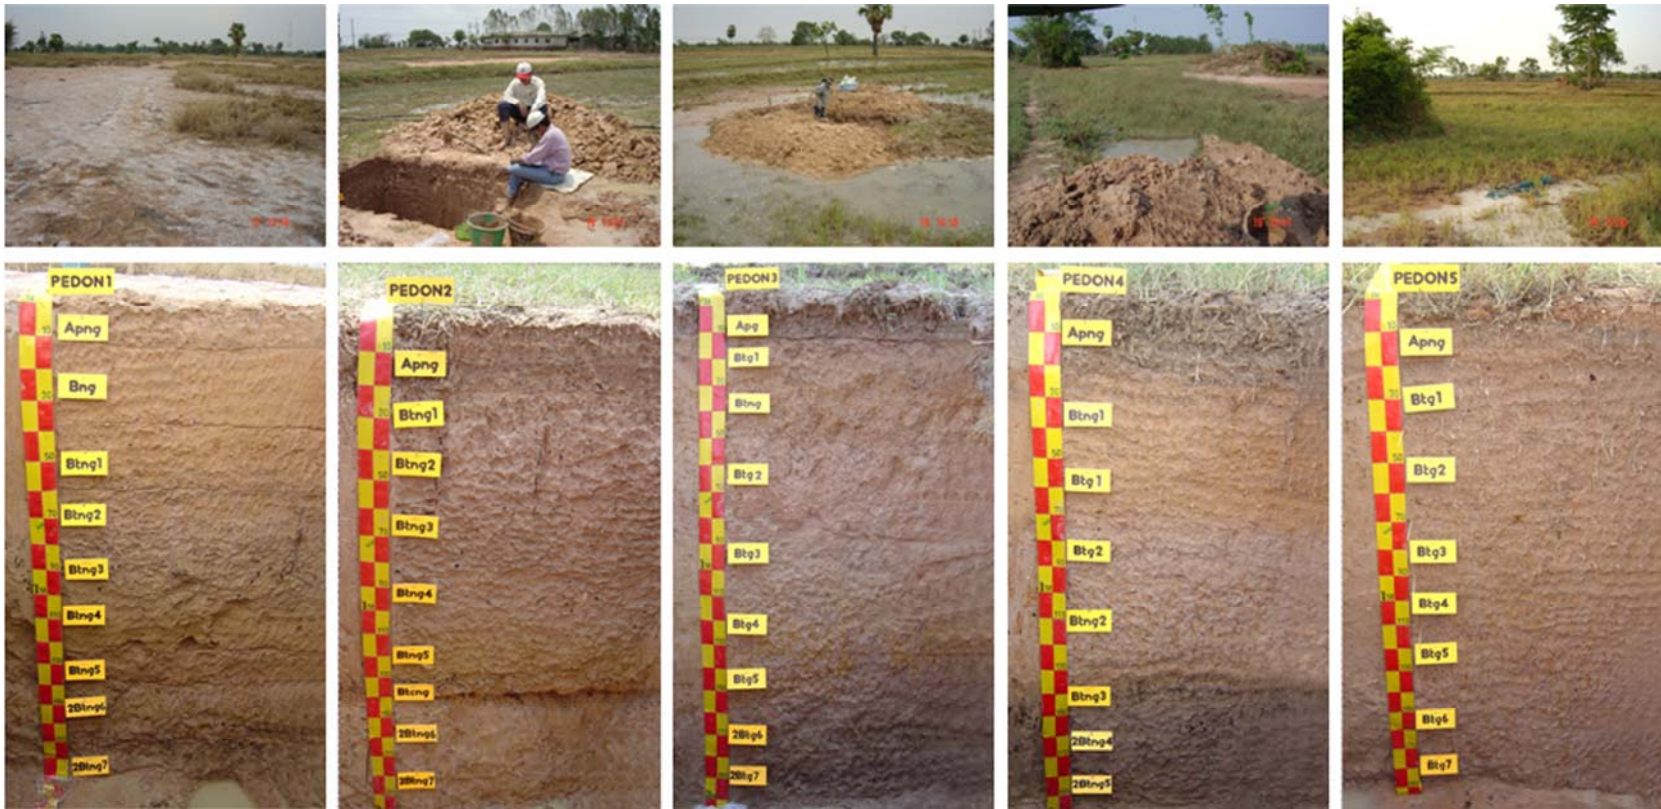 PEDON1
Apng
Bng
Btng1
Btng2
Btng3
Btng4
Btng5
2Btng6
2Btng7
PEDON2
Apng
Btng1
Btng2
Btng3
Btng4
Btng5
Btcng
2Btng6
2Btng7
PEDON3
Apg
Btg1
Btng
Btg2
Btg3
Btg4
Btg5
2Btg6
2Btg7
PEDON4
Apng
Btng1
Btg1
Btg2
Btng2
Btng3
2Btng4
2Btng5
PEDON5
Apng
Btg1
Btg2
Btg3
Btg4
Btg5
Btg6
Btg7